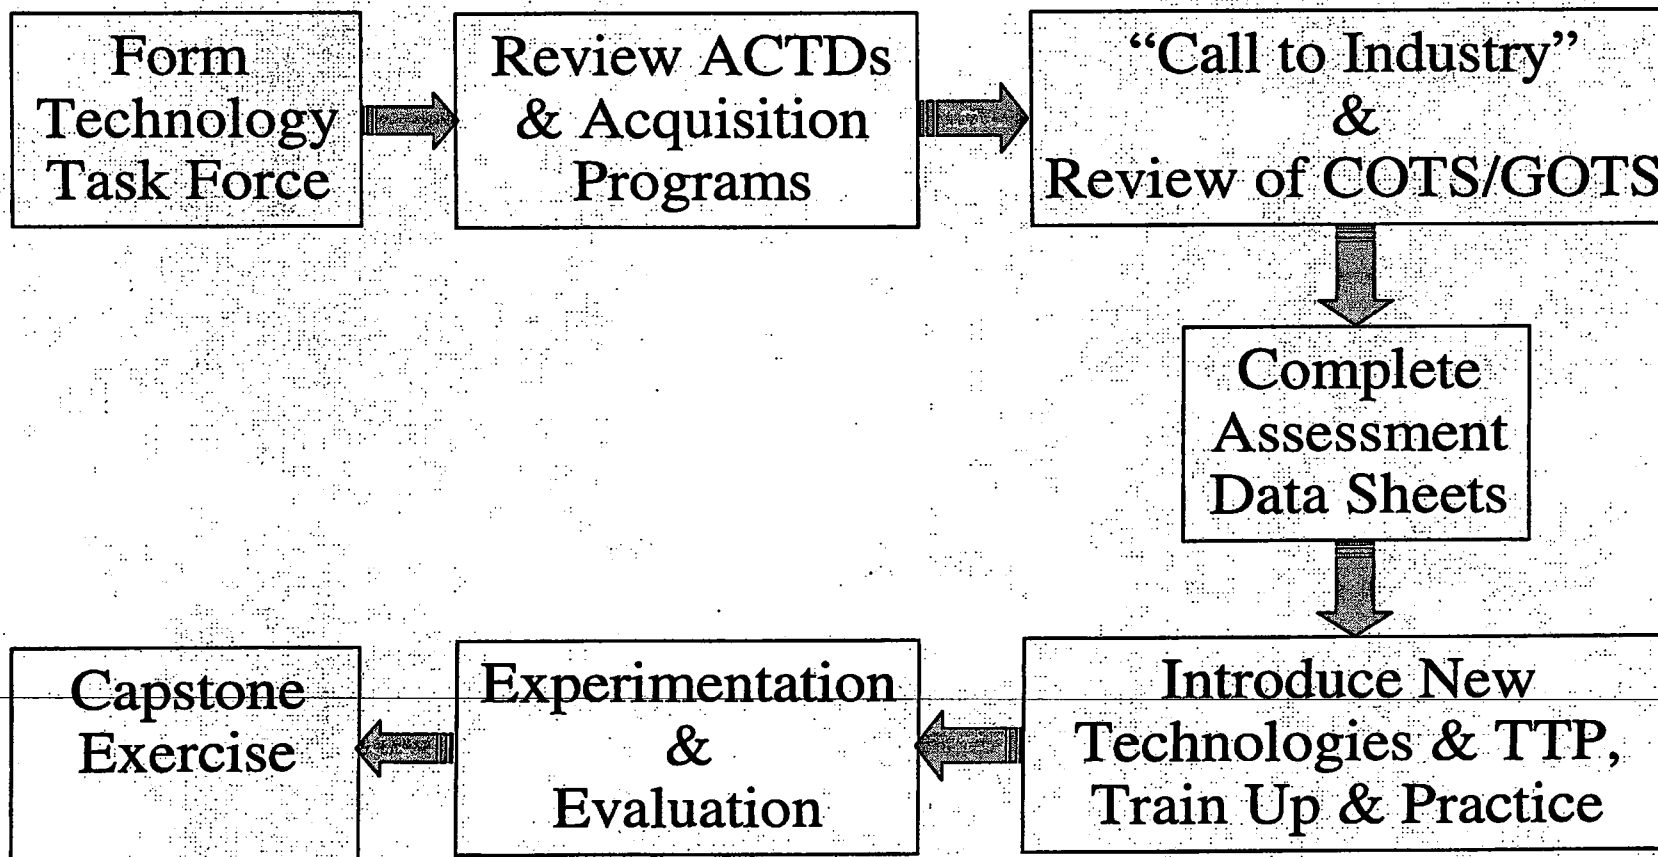 Form
Technology
Task Force
Review ACTDs
& Acquisition
Programs
“Call to Industry”
&
Review of COTS/GOTS
Complete
Assessment
Data Sheets
Introduce New
Technologies & TTP,
Train Up & Practice
Experimentation
&
Evaluation
Capstone
Exercise